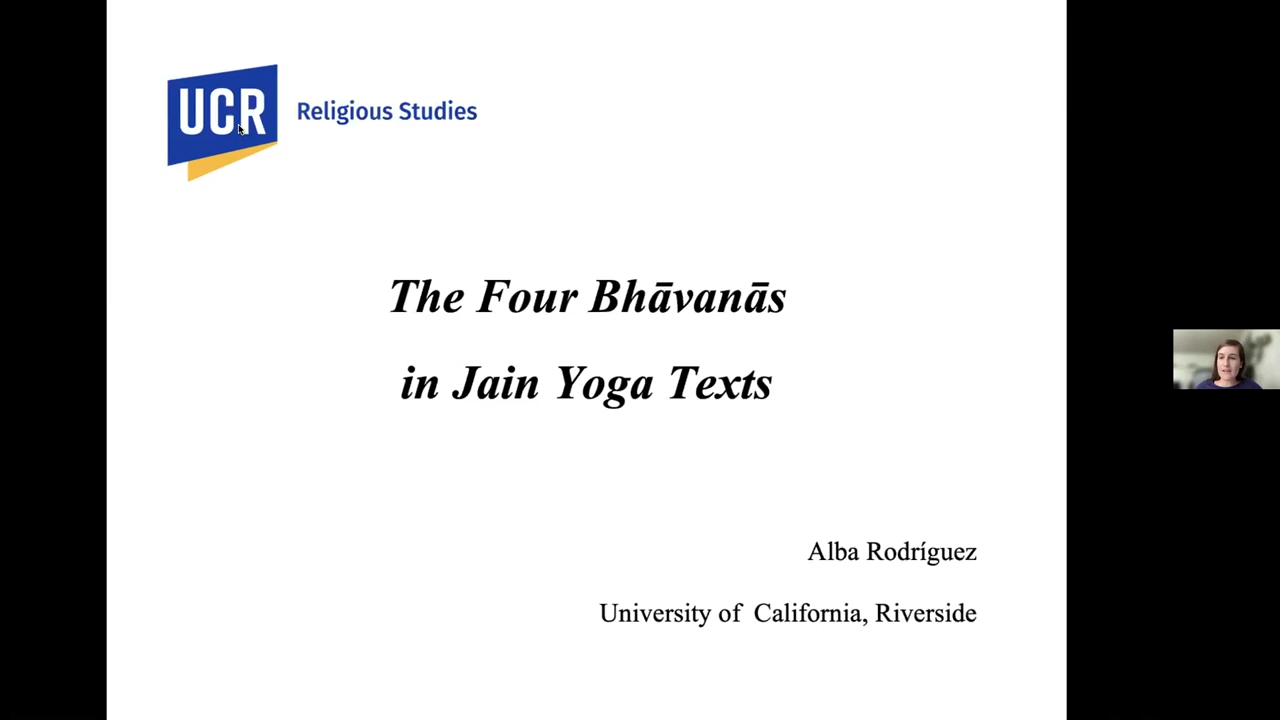 UCR
Religious Studies
The Four Bhāvanās
in Jain Yoga Texts
Alba Rodríguez
University of California, Riverside